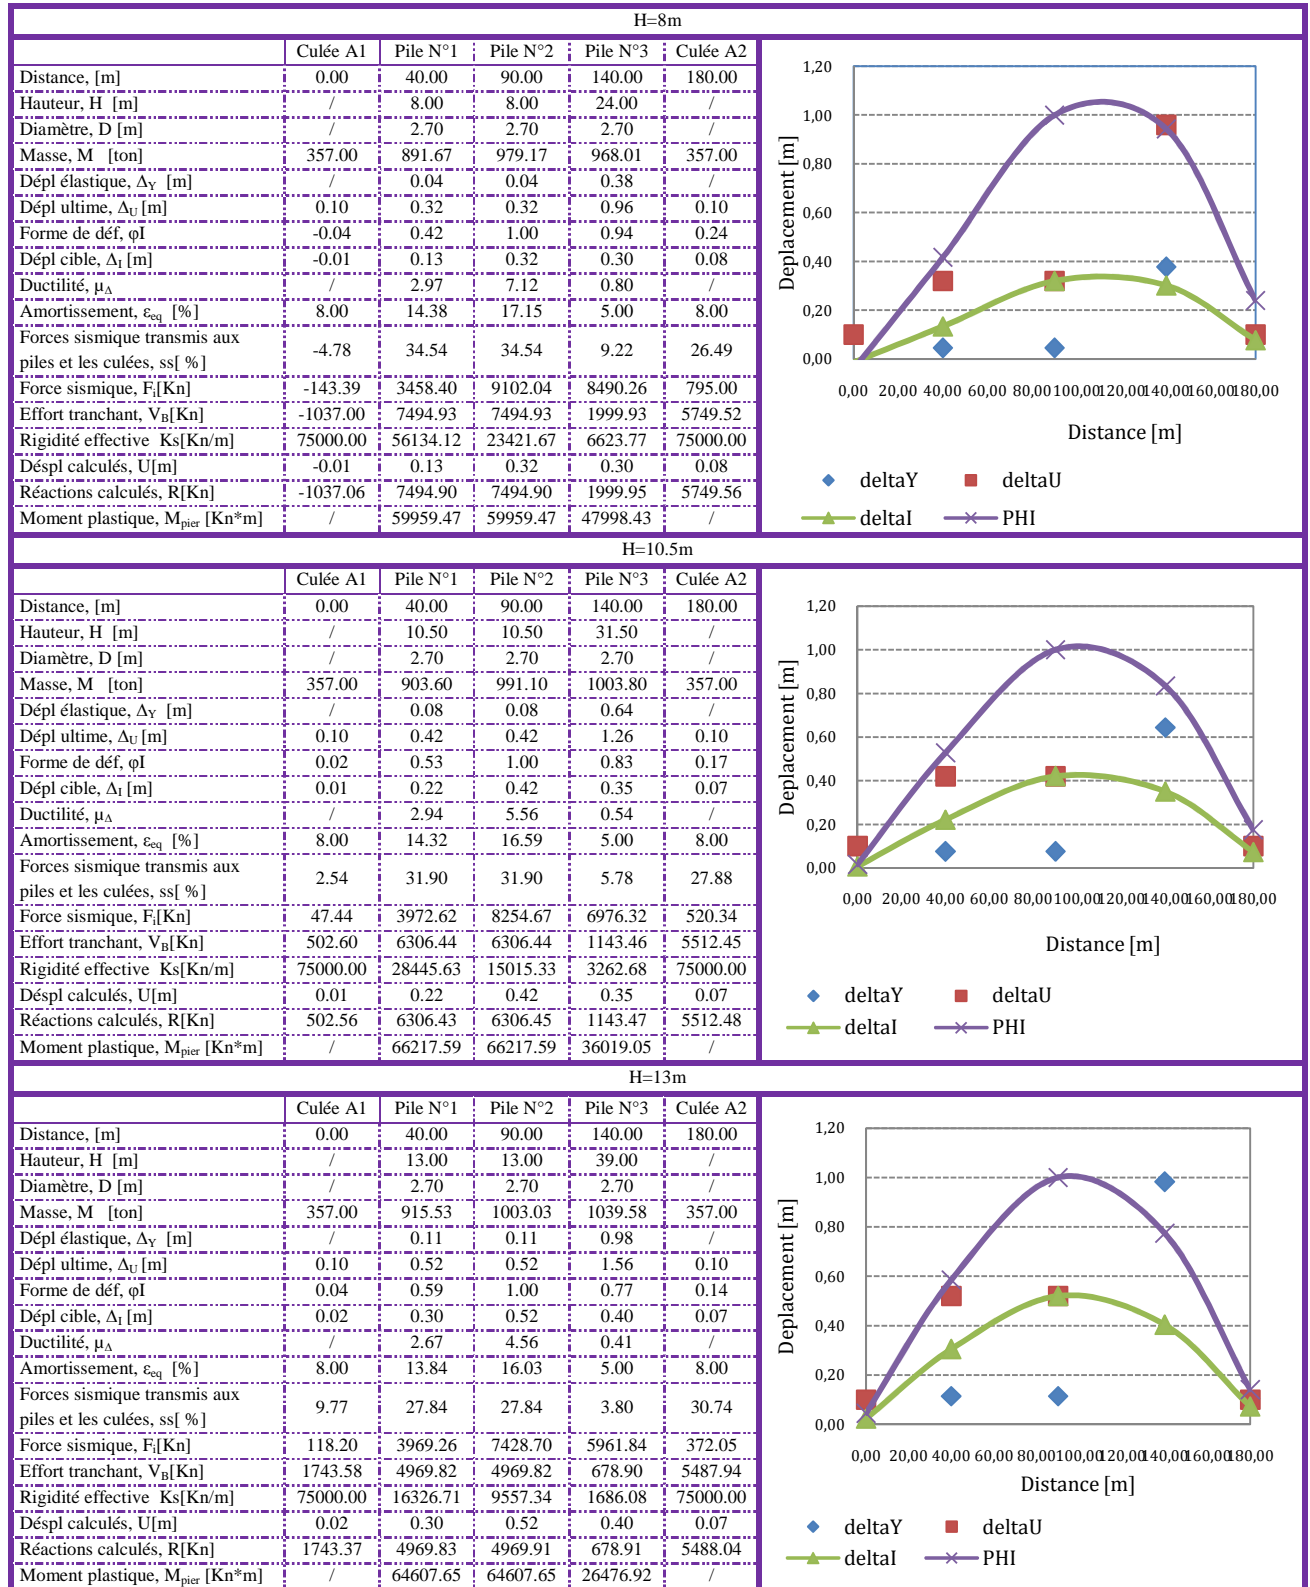 H=8m
Culée A1 Pile N°1 Pile N°2 Pile N°3 Culée A2
Distance, [m] 0.00 40.00 90.00 140.00 180.00
Hauteur, H [m] / 8.00 8.00 24.00 /
Diamètre, D [m] / 2.70 2.70 2.70 /
Masse, M [ton] 357.00 891.67 979.17 968.01 357.00
Dépl élastique, ΔY [m] / 0.04 0.04 0.38 /
Dépl ultime, ΔU [m] 0.10 0.32 0.32 0.96 0.10
Forme de déf, φI -0.04 0.42 1.00 0.94 0.24
Dépl cible, ΔI [m] -0.01 0.13 0.32 0.30 0.08
Ductilité, μΔ / 2.97 7.12 0.80 /
Amortissement, εeq [%] 8.00 14.38 17.15 5.00 8.00
Forces sismique transmis aux
piles et les culées, ss[ %] -4.78 34.54 34.54 9.22 26.49
Force sismique, Fi[Kn] -143.39 3458.40 9102.04 8490.26 795.00
Effort tranchant, VB[Kn] -1037.00 7494.93 7494.93 1999.93 5749.52
Rigidité effective Ks[Kn/m] 75000.00 56134.12 23421.67 6623.77 75000.00
Déspl calculés, U[m] -0.01 0.13 0.32 0.30 0.08
Réactions calculés, R[Kn] -1037.06 7494.90 7494.90 1999.95 5749.56
Moment plastique, Mpier [Kn*m] / 59959.47 59959.47 47998.43 /
1,20
1,00
0,80
0,60
0,40
0,20
0,00
Deplacement [m]
0,00 20,00 40,00 60,00 80,00 100,00 120,00 140,00 160,00 180,00
Distance [m]
deltaY deltaU
deltaI PHI
H=10.5m
Culée A1 Pile N°1 Pile N°2 Pile N°3 Culée A2
Distance, [m] 0.00 40.00 90.00 140.00 180.00
Hauteur, H [m] / 10.50 10.50 31.50 /
Diamètre, D [m] / 2.70 2.70 2.70 /
Masse, M [ton] 357.00 903.60 991.10 1003.80 357.00
Dépl élastique, ΔY [m] / 0.08 0.08 0.64 /
Dépl ultime, ΔU [m] 0.10 0.42 0.42 1.26 0.10
Forme de déf, φI 0.02 0.53 1.00 0.83 0.17
Dépl cible, ΔI [m] 0.01 0.22 0.42 0.35 0.07
Ductilité, μΔ / 2.94 5.56 0.54 /
Amortissement, εeq [%] 8.00 14.32 16.59 5.00 8.00
Forces sismique transmis aux
piles et les culées, ss[ %] 2.54 31.90 31.90 5.78 27.88
Force sismique, Fi[Kn] 47.44 3972.62 8254.67 6976.32 520.34
Effort tranchant, VB[Kn] 502.60 6306.44 6306.44 1143.46 5512.45
Rigidité effective Ks[Kn/m] 75000.00 28445.63 15015.33 3262.68 75000.00
Déspl calculés, U[m] 0.01 0.22 0.42 0.35 0.07
Réactions calculés, R[Kn] 502.56 6306.43 6306.45 1143.47 5512.48
Moment plastique, Mpier [Kn*m] / 66217.59 66217.59 36019.05 /
1,20
1,00
0,80
0,60
0,40
0,20
0,00
Deplacement [m]
0,00 20,00 40,00 60,00 80,00 100,00 120,00 140,00 160,00 180,00
Distance [m]
deltaY deltaU
deltaI PHI
H=13m
Culée A1 Pile N°1 Pile N°2 Pile N°3 Culée A2
Distance, [m] 0.00 40.00 90.00 140.00 180.00
Hauteur, H [m] / 13.00 13.00 39.00 /
Diamètre, D [m] / 2.70 2.70 2.70 /
Masse, M [ton] 357.00 915.53 1003.03 1039.58 357.00
Dépl élastique, ΔY [m] / 0.11 0.11 0.98 /
Dépl ultime, ΔU [m] 0.10 0.52 0.52 1.56 0.10
Forme de déf, φI 0.04 0.59 1.00 0.77 0.14
Dépl cible, ΔI [m] 0.02 0.30 0.52 0.40 0.07
Ductilité, μΔ / 2.67 4.56 0.41 /
Amortissement, εeq [%] 8.00 13.84 16.03 5.00 8.00
Forces sismique transmis aux
piles et les culées, ss[ %] 9.77 27.84 27.84 3.80 30.74
Force sismique, Fi[Kn] 118.20 3969.26 7428.70 5961.84 372.05
Effort tranchant, VB[Kn] 1743.58 4969.82 4969.82 678.90 5487.94
Rigidité effective Ks[Kn/m] 75000.00 16326.71 9557.34 1686.08 75000.00
Déspl calculés, U[m] 0.02 0.30 0.52 0.40 0.07
Réactions calculés, R[Kn] 1743.37 4969.83 4969.91 678.91 5488.04
Moment plastique, Mpier [Kn*m] / 64607.65 64607.65 26476.92 /
1,20
1,00
0,80
0,60
0,40
0,20
0,00
Deplacement [m]
0,00 20,00 40,00 60,00 80,00 100,00 120,00 140,00 160,00 180,00
Distance [m]
deltaY deltaU
deltaI PHI